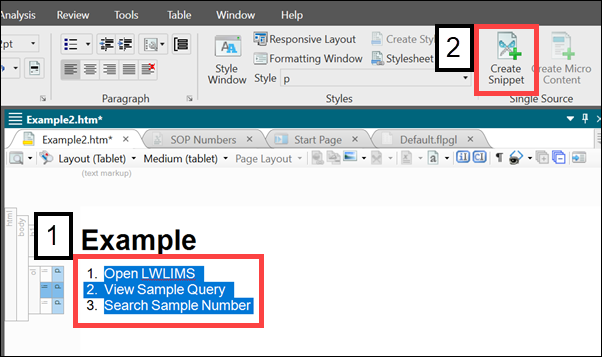 Analysis Review Tools Table Window Help
2pt
Responsive Layout Create Sty
Formatting Window Stylesheet
Style Window Style p
Create Snippet Create Micro Content
Paragraph Styles Single Source
2
Example2.htm*
Example2.htm* SOP Numbers Start Page Default.flpgl
Layout (Tablet) Medium (tablet) Page Layout
(text markup)
html
body
1
Example
1. Open LWLIMS
2. View Sample Query
3. Search Sample Number
ol li p
li p
li p